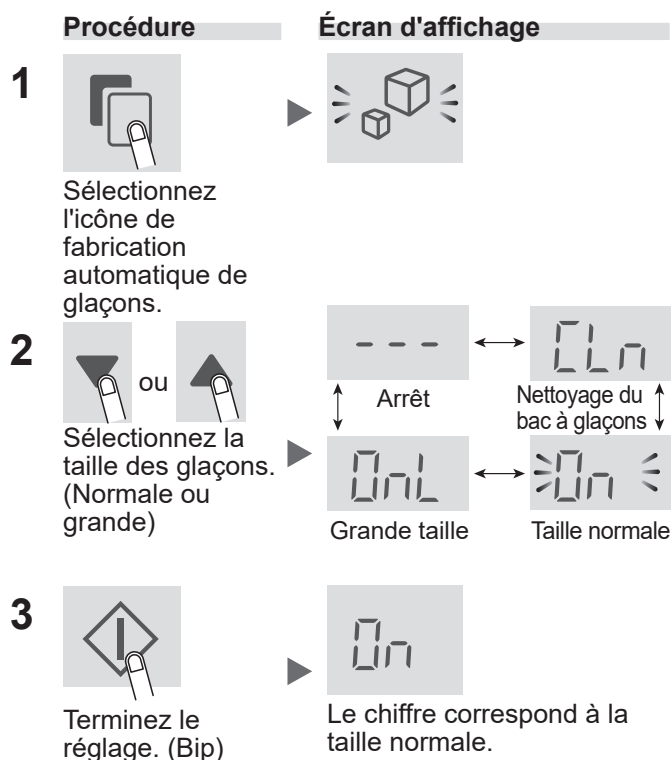 Procédure
Écran d'affichage
1
Sélectionnez
l'icône de
fabrication
automatique de
glaçons.
2
ou
Sélectionnez la
taille des glaçons.
(Normale ou
grande)
- - -
CLn
Arrêt
Nettoyage du
bac à glaçons
OnL
On
Grande taille
Taille normale
3
Terminez le
réglage. (Bip)
On
Le chiffre correspond à la
taille normale.